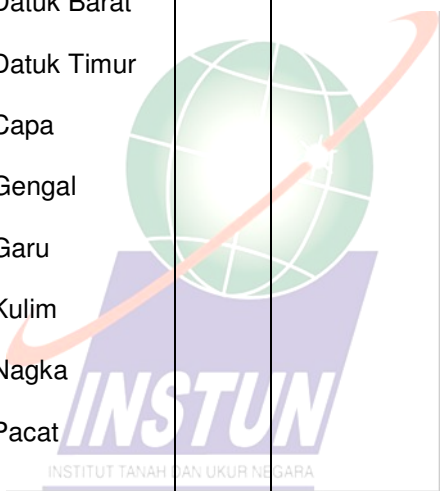 Datuk Barat
Datuk Timur
Capa
Gengal
Garu
Kulim
Nagka
Pacat
INSTUN
INSTITUT TANAH DAN UKUR NEGARA